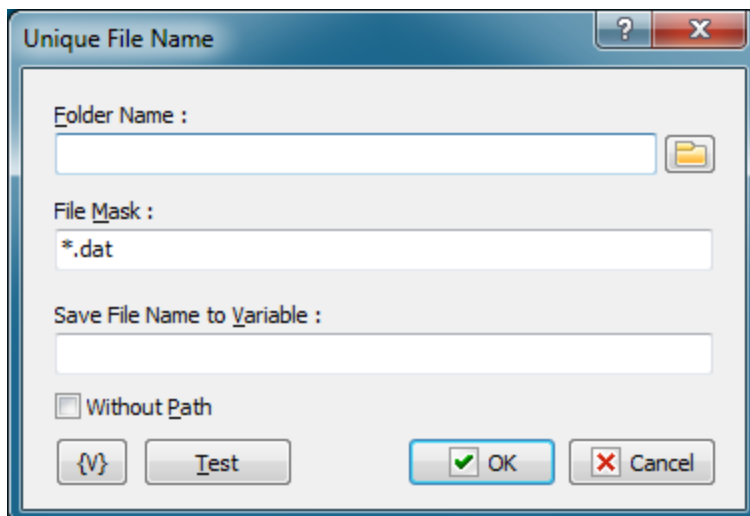 Unique File Name
?
Folder Name :
File Mask :
*.dat
Save File Name to Variable :
Without Path
{V} Test OK Cancel